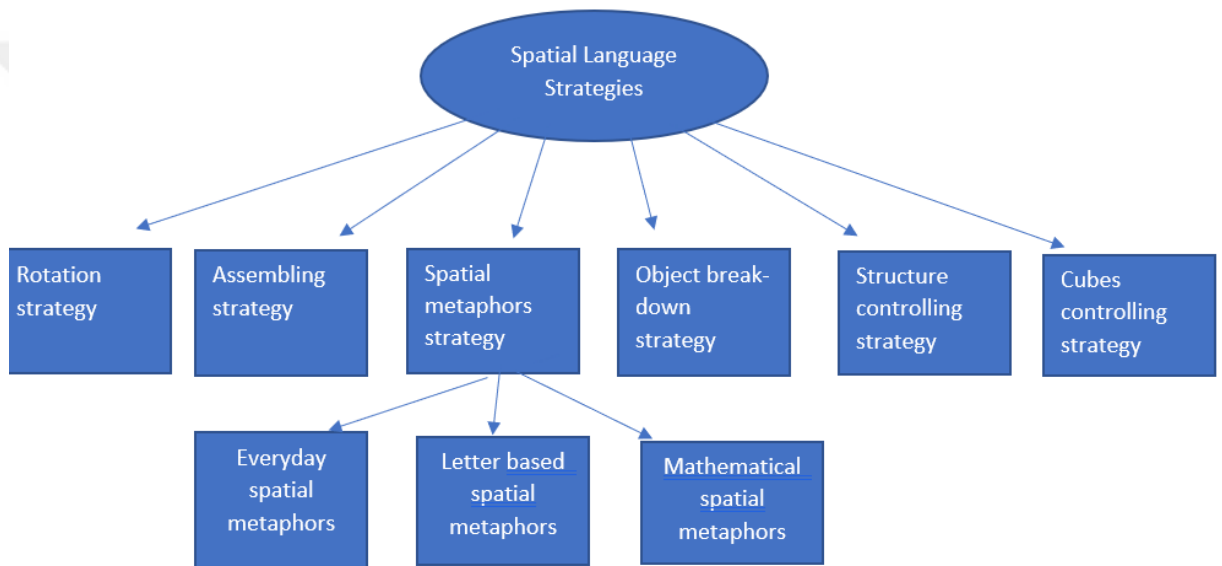 Spatial Language
Strategies
Rotation
strategy
Assembling
strategy
Spatial
metaphors
strategy
Object break-
down
strategy
Structure
controlling
strategy
Cubes
controlling
strategy
Everyday
spatial
metaphors
Letter based
spatial
metaphors
Mathematical
spatial
metaphors